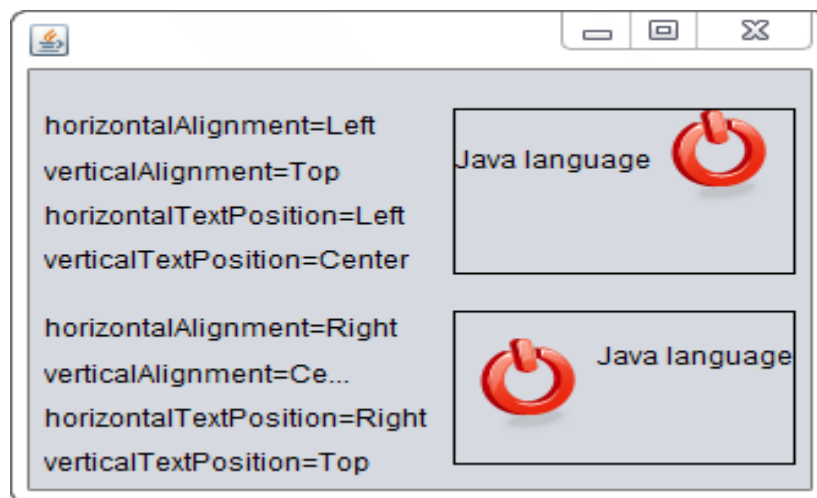 horizontalAlignment=Left
verticalAlignment=Top
horizontalTextPosition=Left
verticalTextPosition=Center
Java language
horizontalAlignment=Right
verticalAlignment=Ce...
horizontalTextPosition=Right
verticalTextPosition=Top
Java language